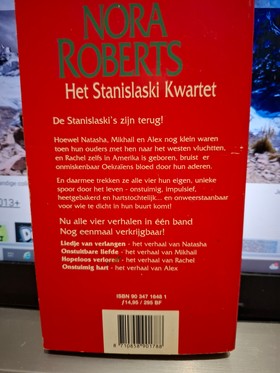 NORA
ROBERTS
Het Stanislaski Kwartet
De Stanislaski's zijn terug!
Hoewel Natasha, Mikhail en Alex nog klein waren
toen hun ouders met hen naar het westen vluchtten,
en Rachel zelfs in Amerika is geboren, bruist er
onmiskenbaar Oekraïens bloed door hun aderen.
En daarmee trekken ze alle vier hun eigen, unieke
spoor door het leven - onstuimig, impulsief,
heetgebakerd en hartstochtelijk... en onweerstaanbaar
voor wie te dicht in hun buurt komt!
Nu alle vier verhalen in één band
Nog eenmaal verkrijgbaar!
Liedje van verlangen - het verhaal van Natasha
Onstuitbare liefde - het verhaal van Mikhail
Hopeloos verloren - het verhaal van Rachel
Onstuimig hart - het verhaal van Alex
ISBN 90 347 1648 1